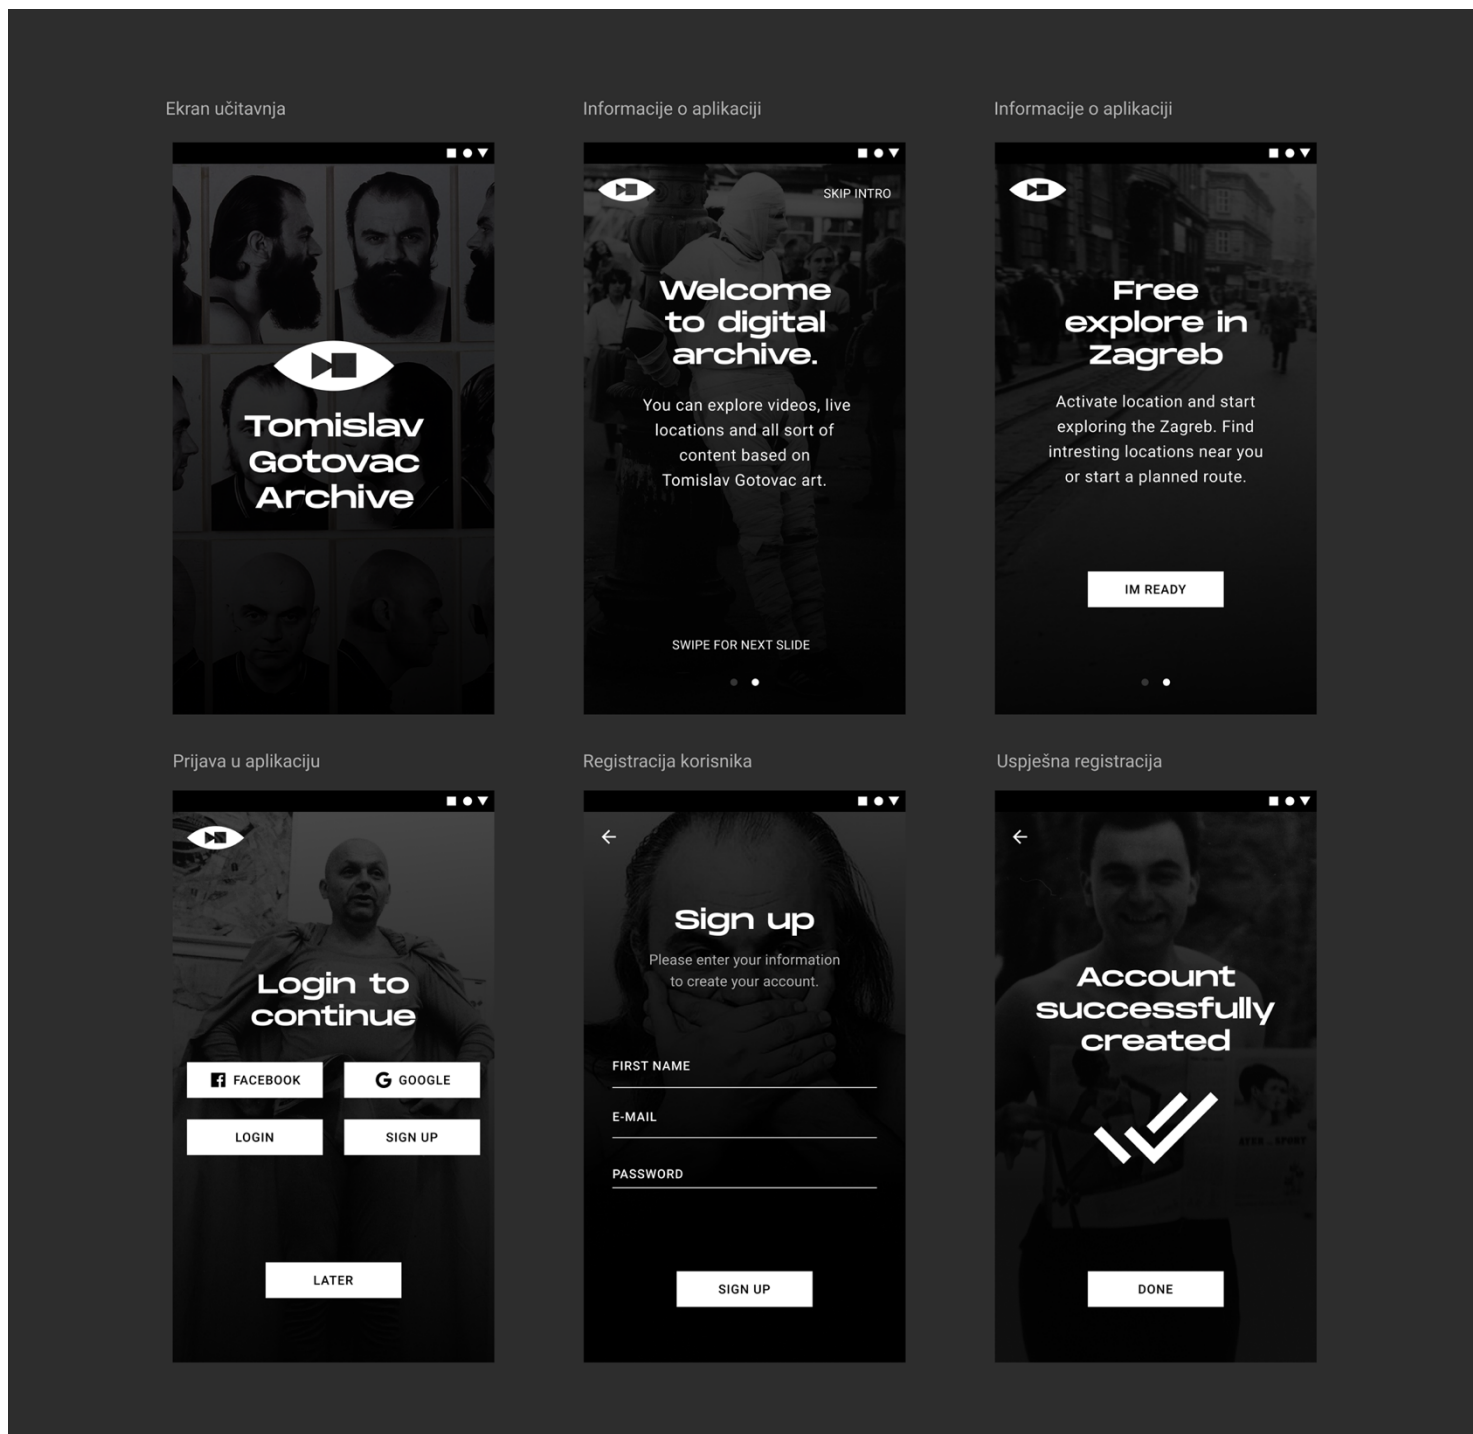 Ekran učitavnja
Informacije o aplikaciji
Informacije o aplikaciji
Tomislav
Gotovac
Archive
SKIP INTRO
Welcome
to digital
archive.
You can explore videos, live
locations and all sort of
content based on
Tomislav Gotovac art.
SWIPE FOR NEXT SLIDE
Free
explore in
Zagreb
Activate location and start
exploring the Zagreb. Find
intresting locations near you
or start a planned route.
IM READY
Prijava u aplikaciju
Registracija korisnika
Uspješna registracija
Login to
continue
FACEBOOK
GOOGLE
LOGIN
SIGN UP
LATER
Sign up
Please enter your information
to create your account.
FIRST NAME
E-MAIL
PASSWORD
SIGN UP
Account
successfully
created
DONE